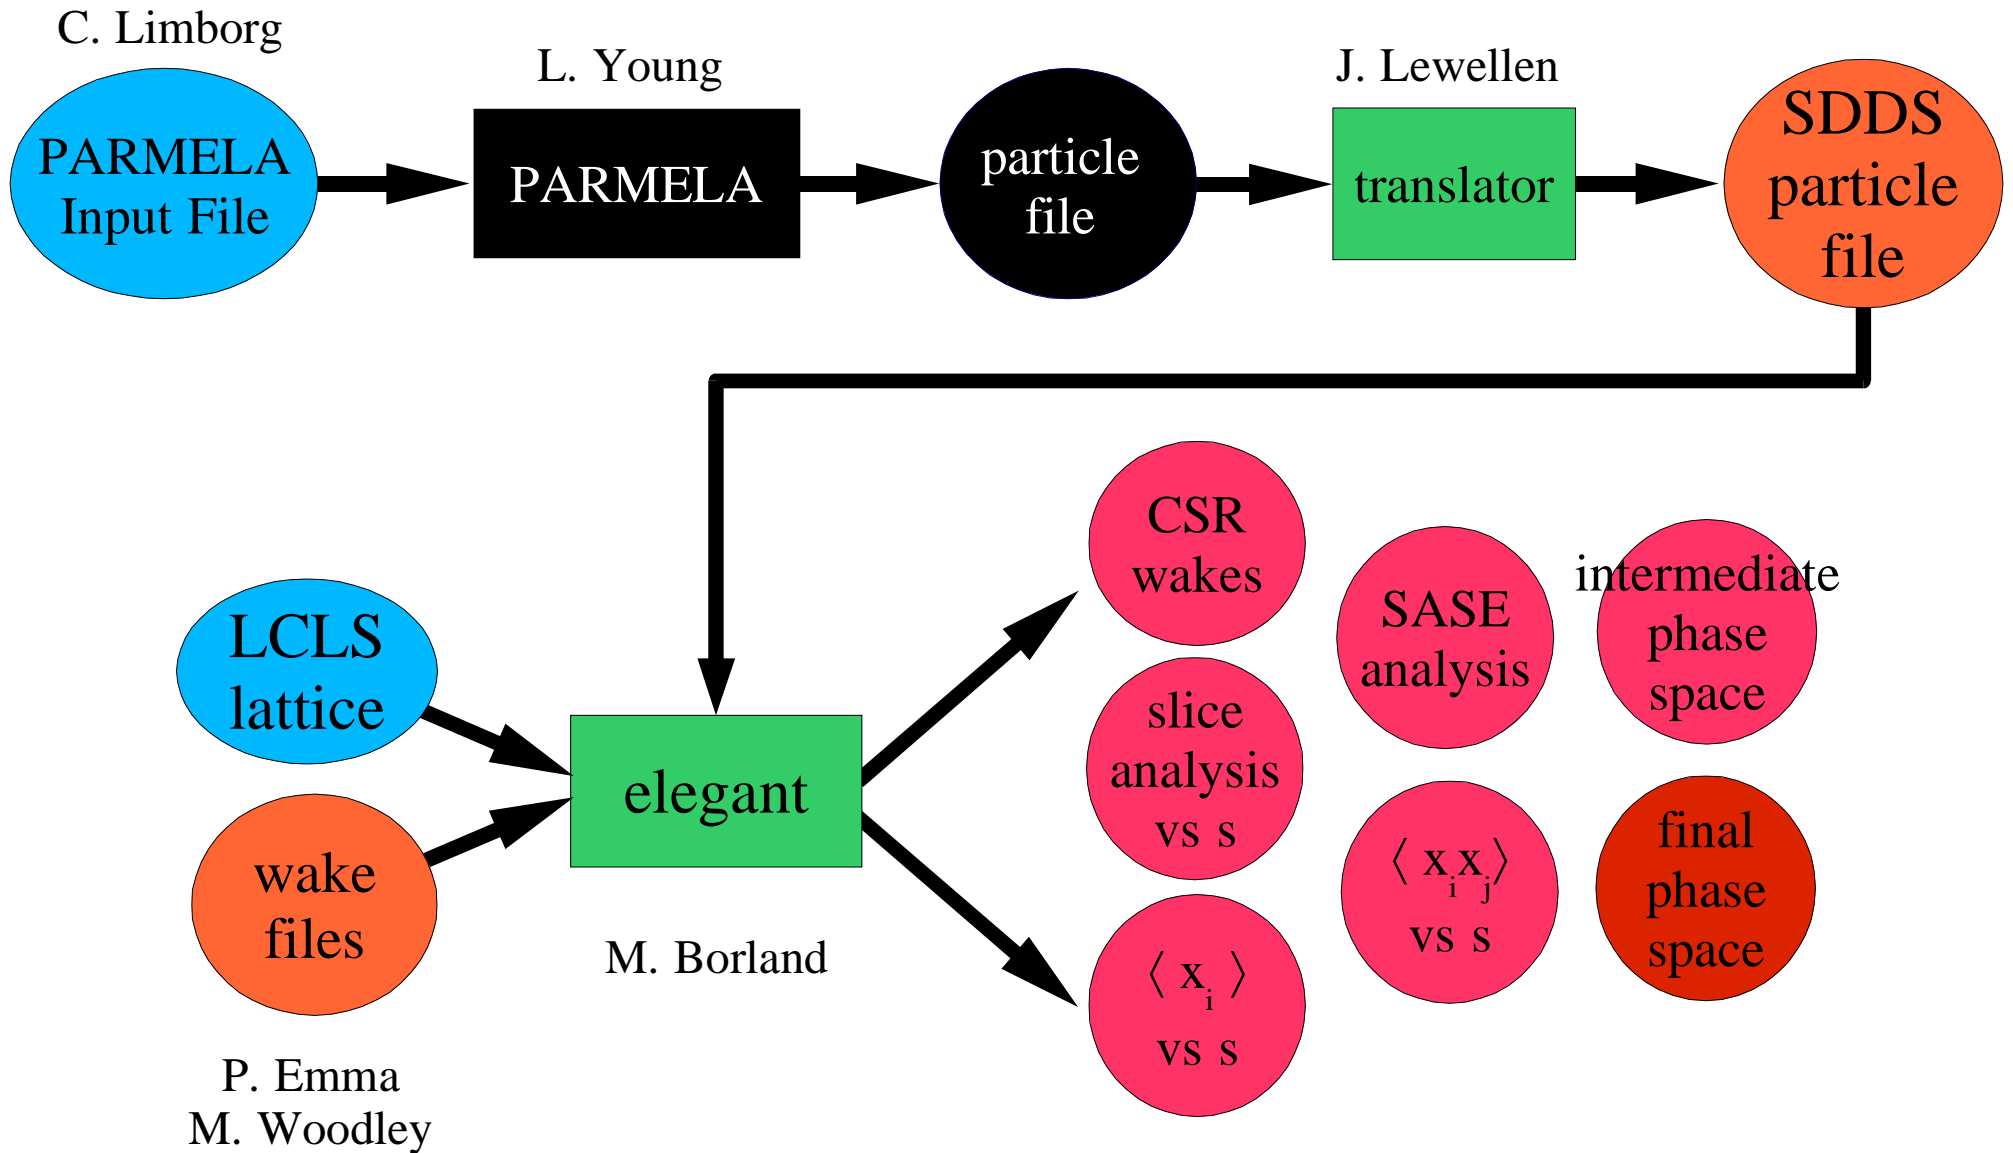 C. Limborg
L. Young
J. Lewellen
PARMELA
Input File
PARMELA
particle
file
translator
SDDS
particle
file
CSR
wakes
SASE
analysis
intermediate
phase
space
LCLS
lattice
elegant
slice
analysis
vs s
wake
files
⟨ x_i x_j⟩
vs s
final
phase
space
M. Borland
⟨ x_i ⟩
vs s
P. Emma
M. Woodley